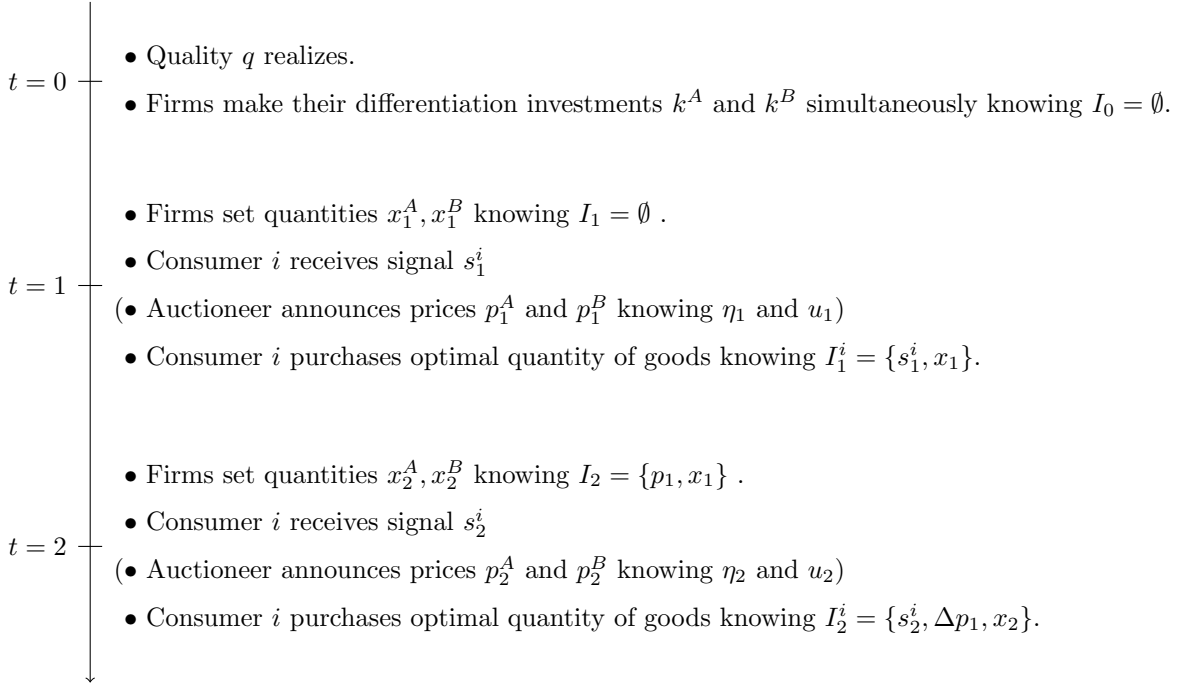 • Quality q realizes.
t = 0
• Firms make their differentiation investments k^A and k^B simultaneously knowing I_0 = ∅.
• Firms set quantities x_1^A, x_1^B knowing I_1 = ∅ .
• Consumer i receives signal s_1^i
t = 1
(• Auctioneer announces prices p_1^A and p_1^B knowing η_1 and u_1)
• Consumer i purchases optimal quantity of goods knowing I_1^i = {s_1^i, x_1}.
• Firms set quantities x_2^A, x_2^B knowing I_2 = {p_1, x_1} .
• Consumer i receives signal s_2^i
t = 2
(• Auctioneer announces prices p_2^A and p_2^B knowing η_2 and u_2)
• Consumer i purchases optimal quantity of goods knowing I_2^i = {s_2^i, Δp_1, x_2}.